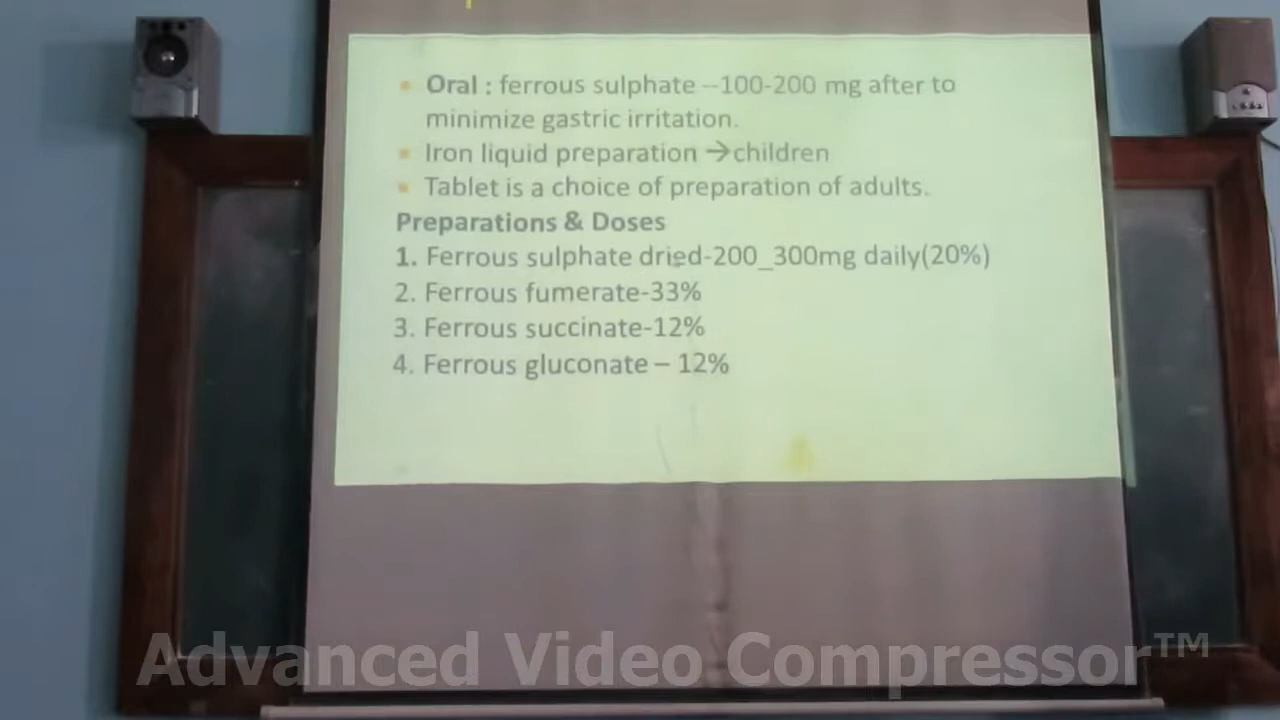 Oral : ferrous sulphate --100-200 mg after to
minimize gastric irritation.
Iron liquid preparation →children
Tablet is a choice of preparation of adults.
Preparations & Doses
1. Ferrous sulphate dried-200_300mg daily(20%)
2. Ferrous fumerate-33%
3. Ferrous succinate-12%
4. Ferrous gluconate – 12%
Advanced Video Compressor™